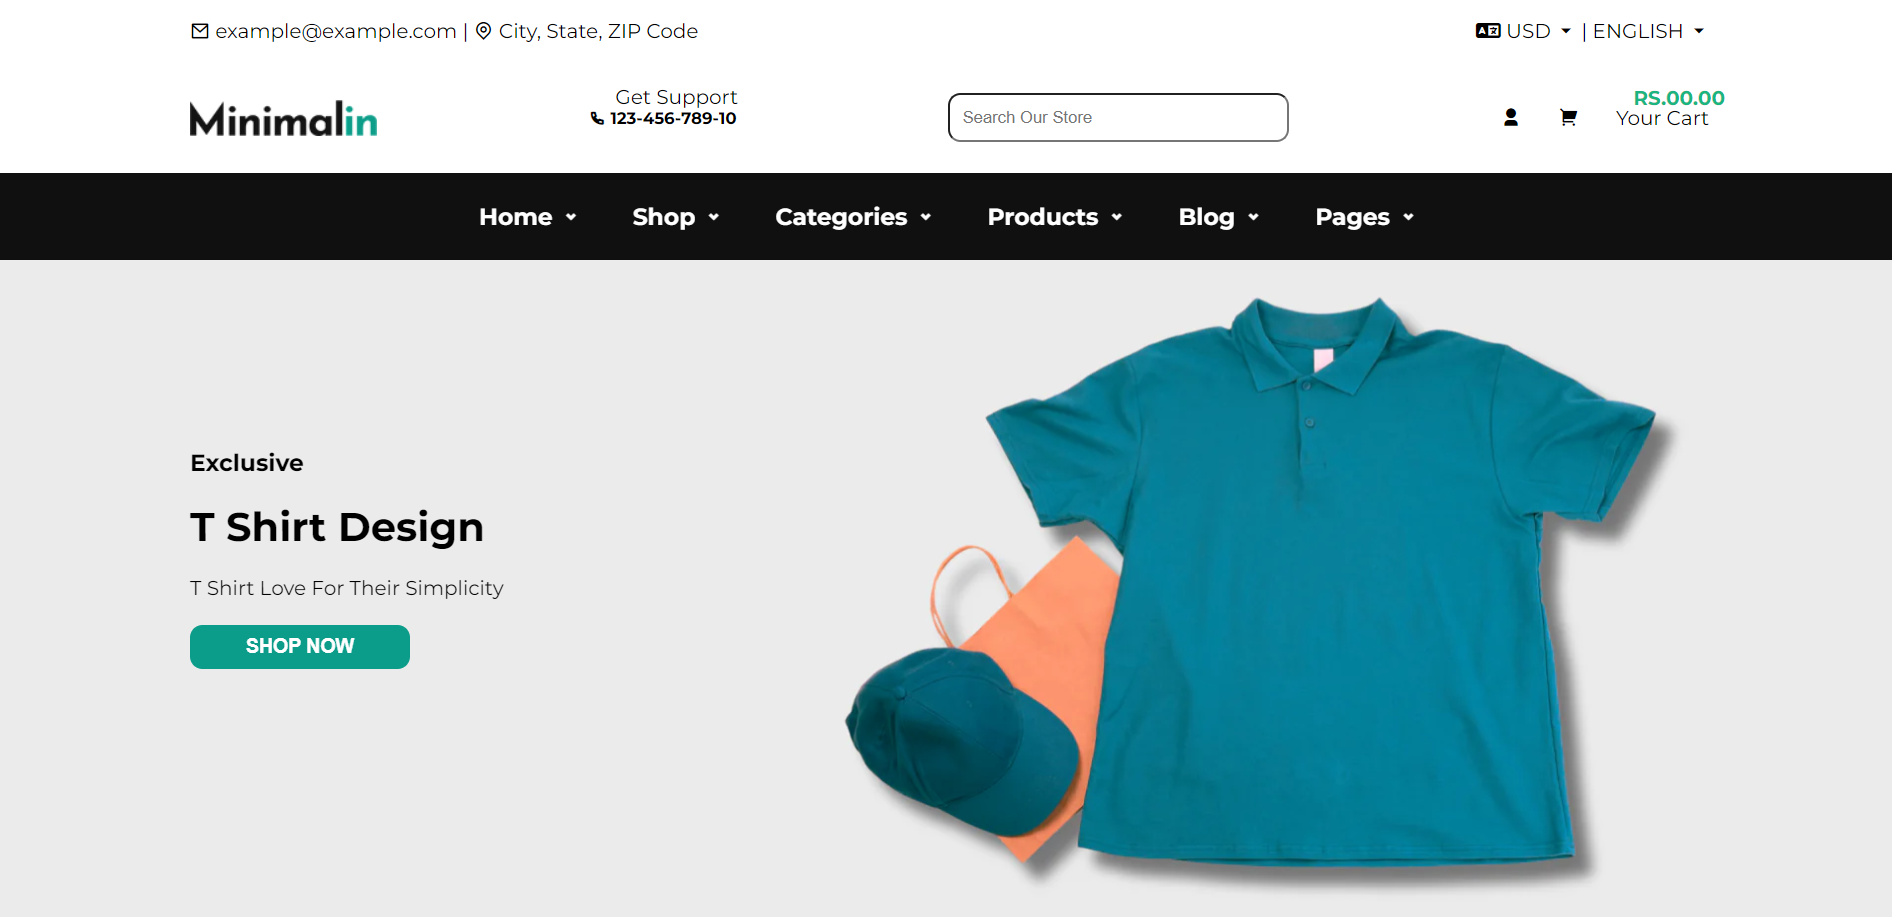 example@example.com | City, State, ZIP Code
USD | ENGLISH
Minimalin
Get Support
123-456-789-10
Search Our Store
RS.00.00
Your Cart
Home Shop Categories Products Blog Pages
Exclusive
T Shirt Design
T Shirt Love For Their Simplicity
SHOP NOW